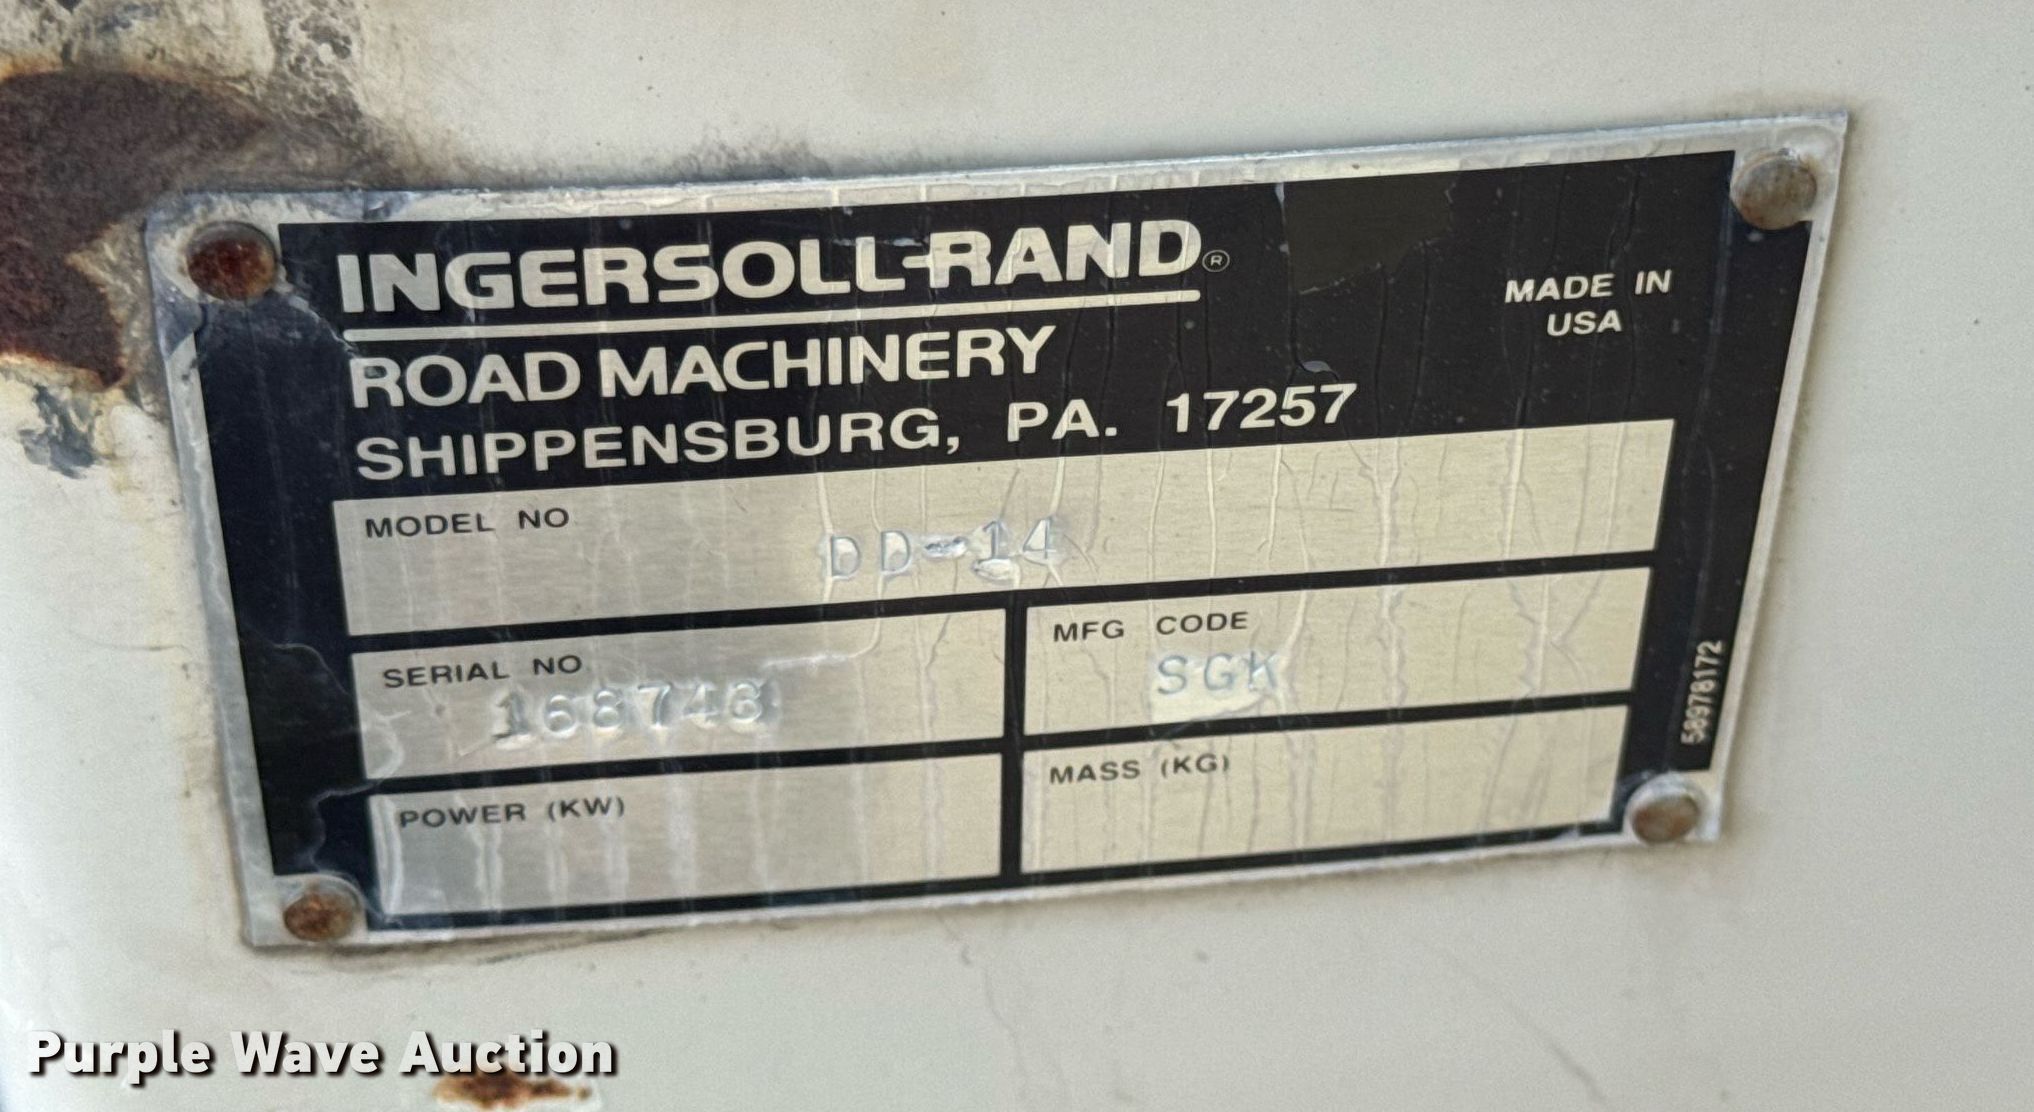 INGERSOLL-RAND®
ROAD MACHINERY
SHIPPENSBURG, PA. 17257
MADE IN
USA
MODEL NO
DD-14
SERIAL NO
168748
MFG CODE
SGK
POWER (KW)
MASS (KG)
58978172
Purple Wave Auction